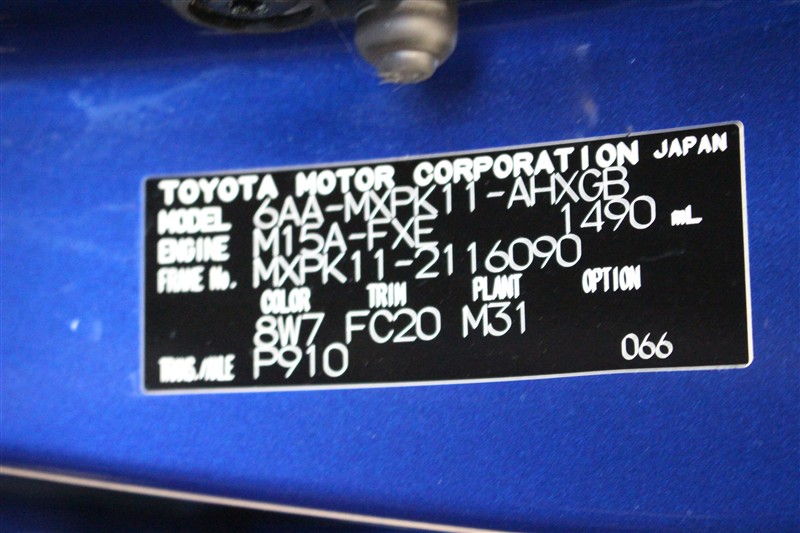 TOYOTA MOTOR CORPORATION JAPAN
MODEL 6AA-MXPK11-AHXGB
ENGINE M15A-FXE 1490 mL
FRAME No. MXPK11-2116090
COLOR TRIM PLANT OPTION
8W7 FC20 M31
TRANS./AXLE P910 066